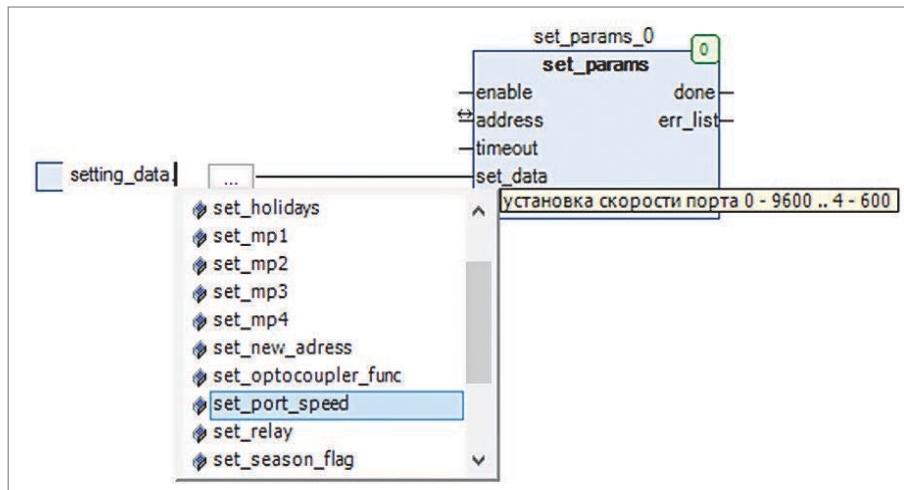 set_params_0
0
set_params
enable done
address err_list
timeout
setting_data. ... set_data
установка скорости порта 0 - 9600 .. 4 - 600
set_holidays
set_mp1
set_mp2
set_mp3
set_mp4
set_new_adress
set_optocoupler_func
set_port_speed
set_relay
set_season_flag